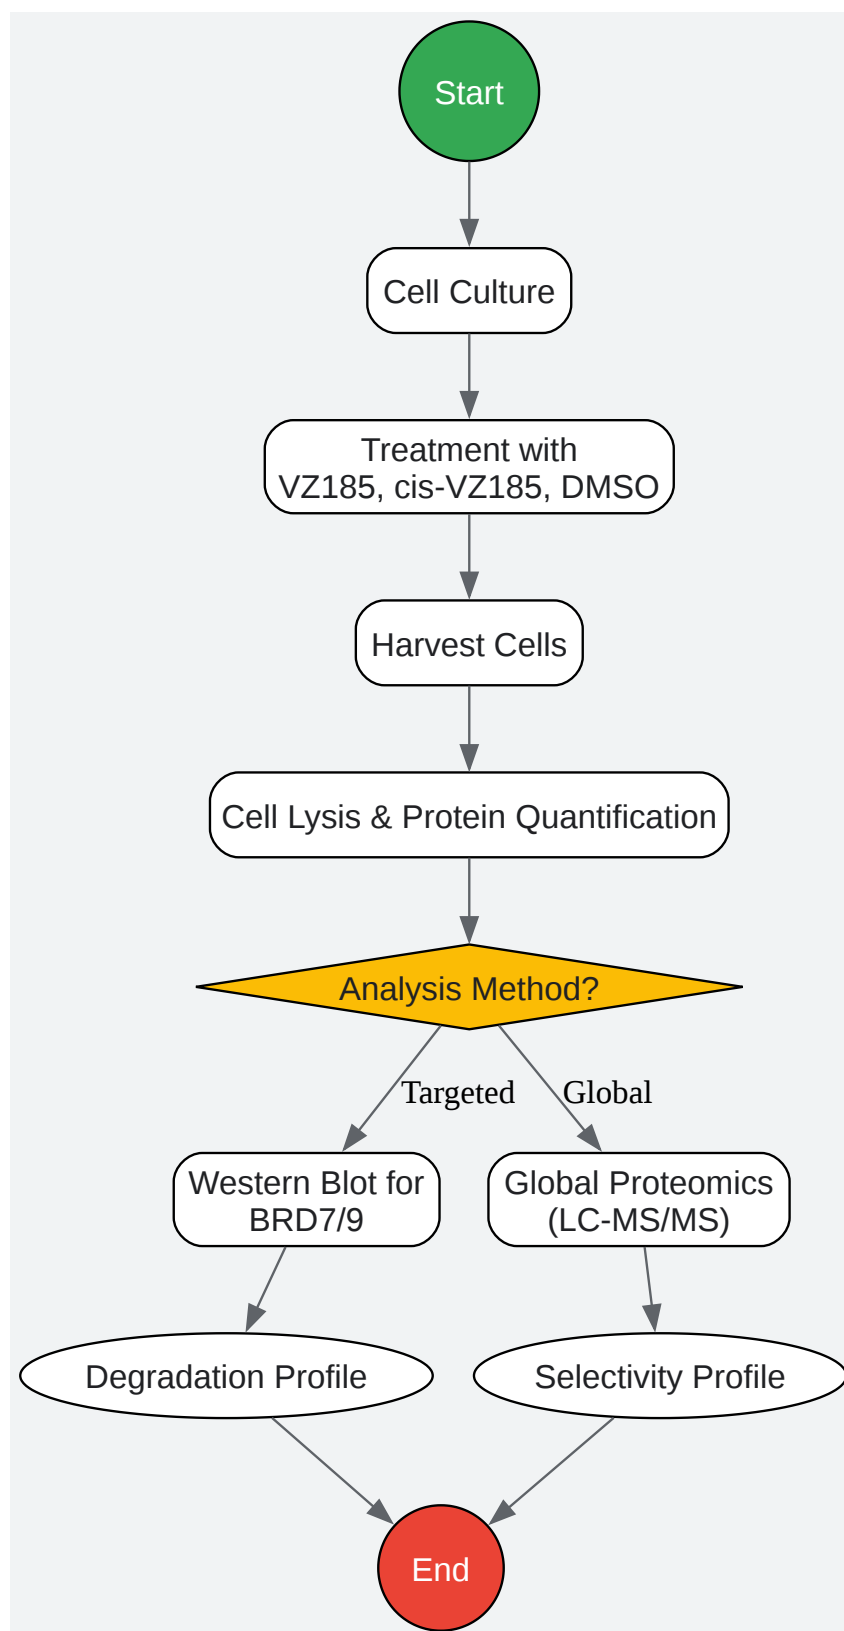 Start
Cell Culture
Treatment with
VZ185, cis-VZ185, DMSO
Harvest Cells
Cell Lysis & Protein Quantification
Analysis Method?
Targeted
Global
Western Blot for
BRD7/9
Global Proteomics
(LC-MS/MS)
Degradation Profile
Selectivity Profile
End